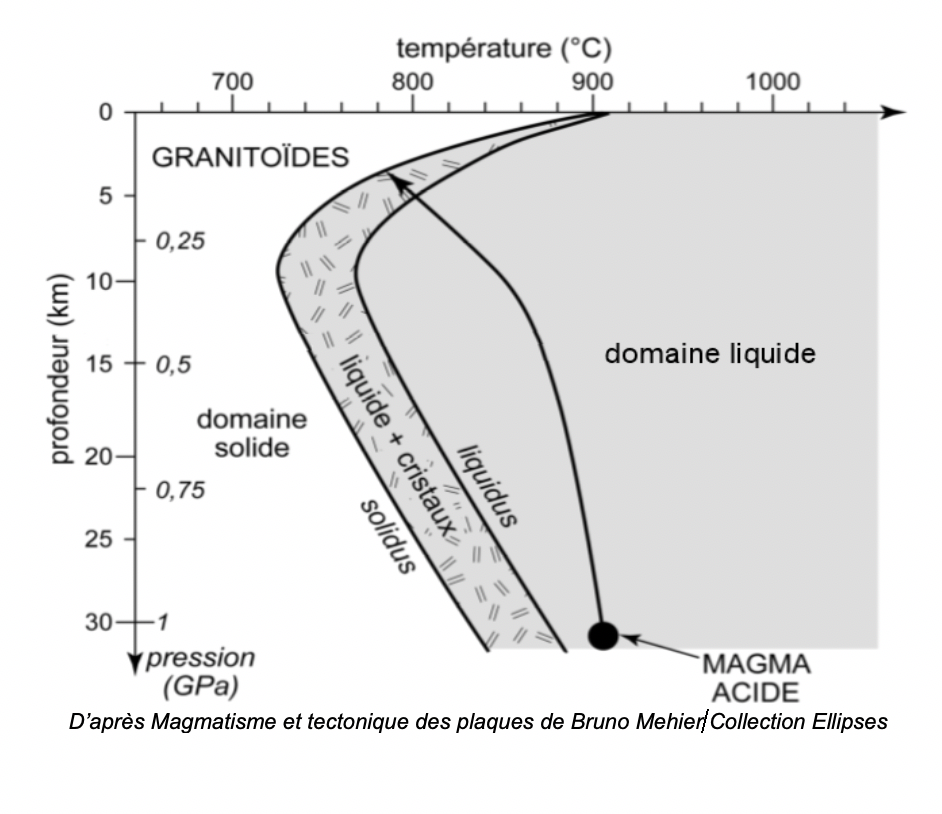 température (°C)
700 800 900 1000
0
GRANITOÏDES
5
0,25
10
profondeur (km)
domaine liquide
15
0,5
liquide + cristaux
domaine
solide
20
liquidus
0,75
solidus
25
30
1
pression
(GPa)
MAGMA
ACIDE
D'après Magmatisme et tectonique des plaques de Bruno Mehier/Collection Ellipses